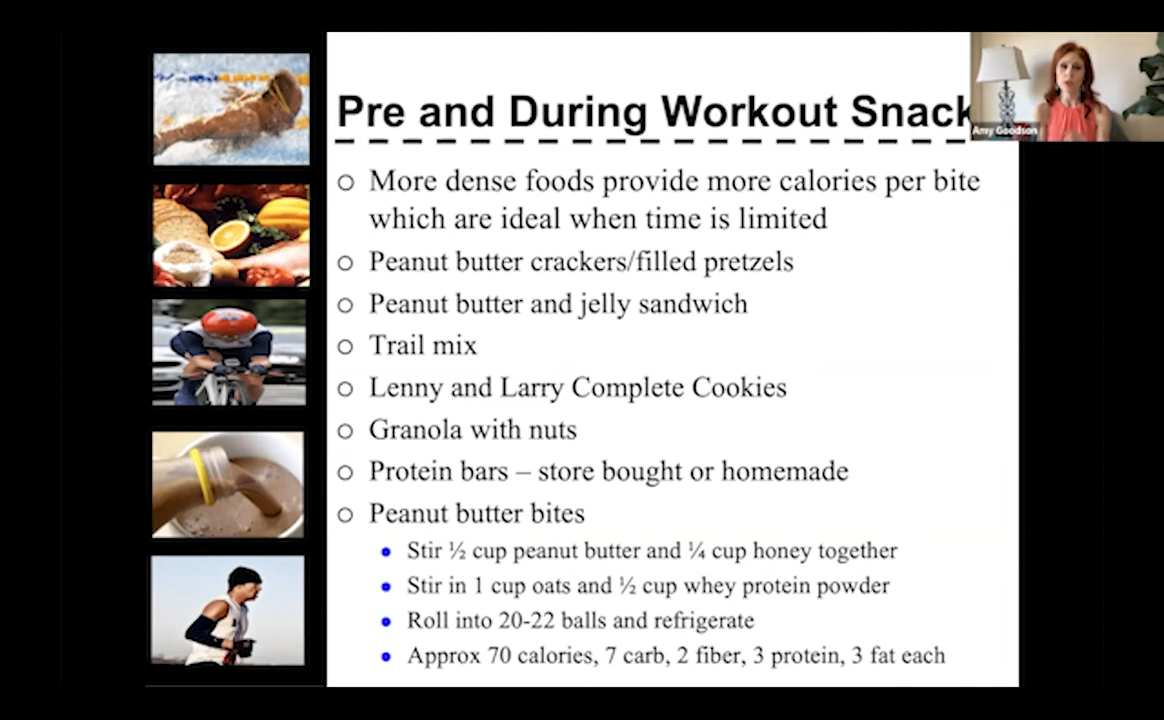 Pre and During Workout Snack
Amy Goodson
More dense foods provide more calories per bite
which are ideal when time is limited
Peanut butter crackers/filled pretzels
Peanut butter and jelly sandwich
Trail mix
Lenny and Larry Complete Cookies
Granola with nuts
Protein bars – store bought or homemade
Peanut butter bites
Stir ½ cup peanut butter and ¼ cup honey together
Stir in 1 cup oats and ½ cup whey protein powder
Roll into 20-22 balls and refrigerate
Approx 70 calories, 7 carb, 2 fiber, 3 protein, 3 fat each